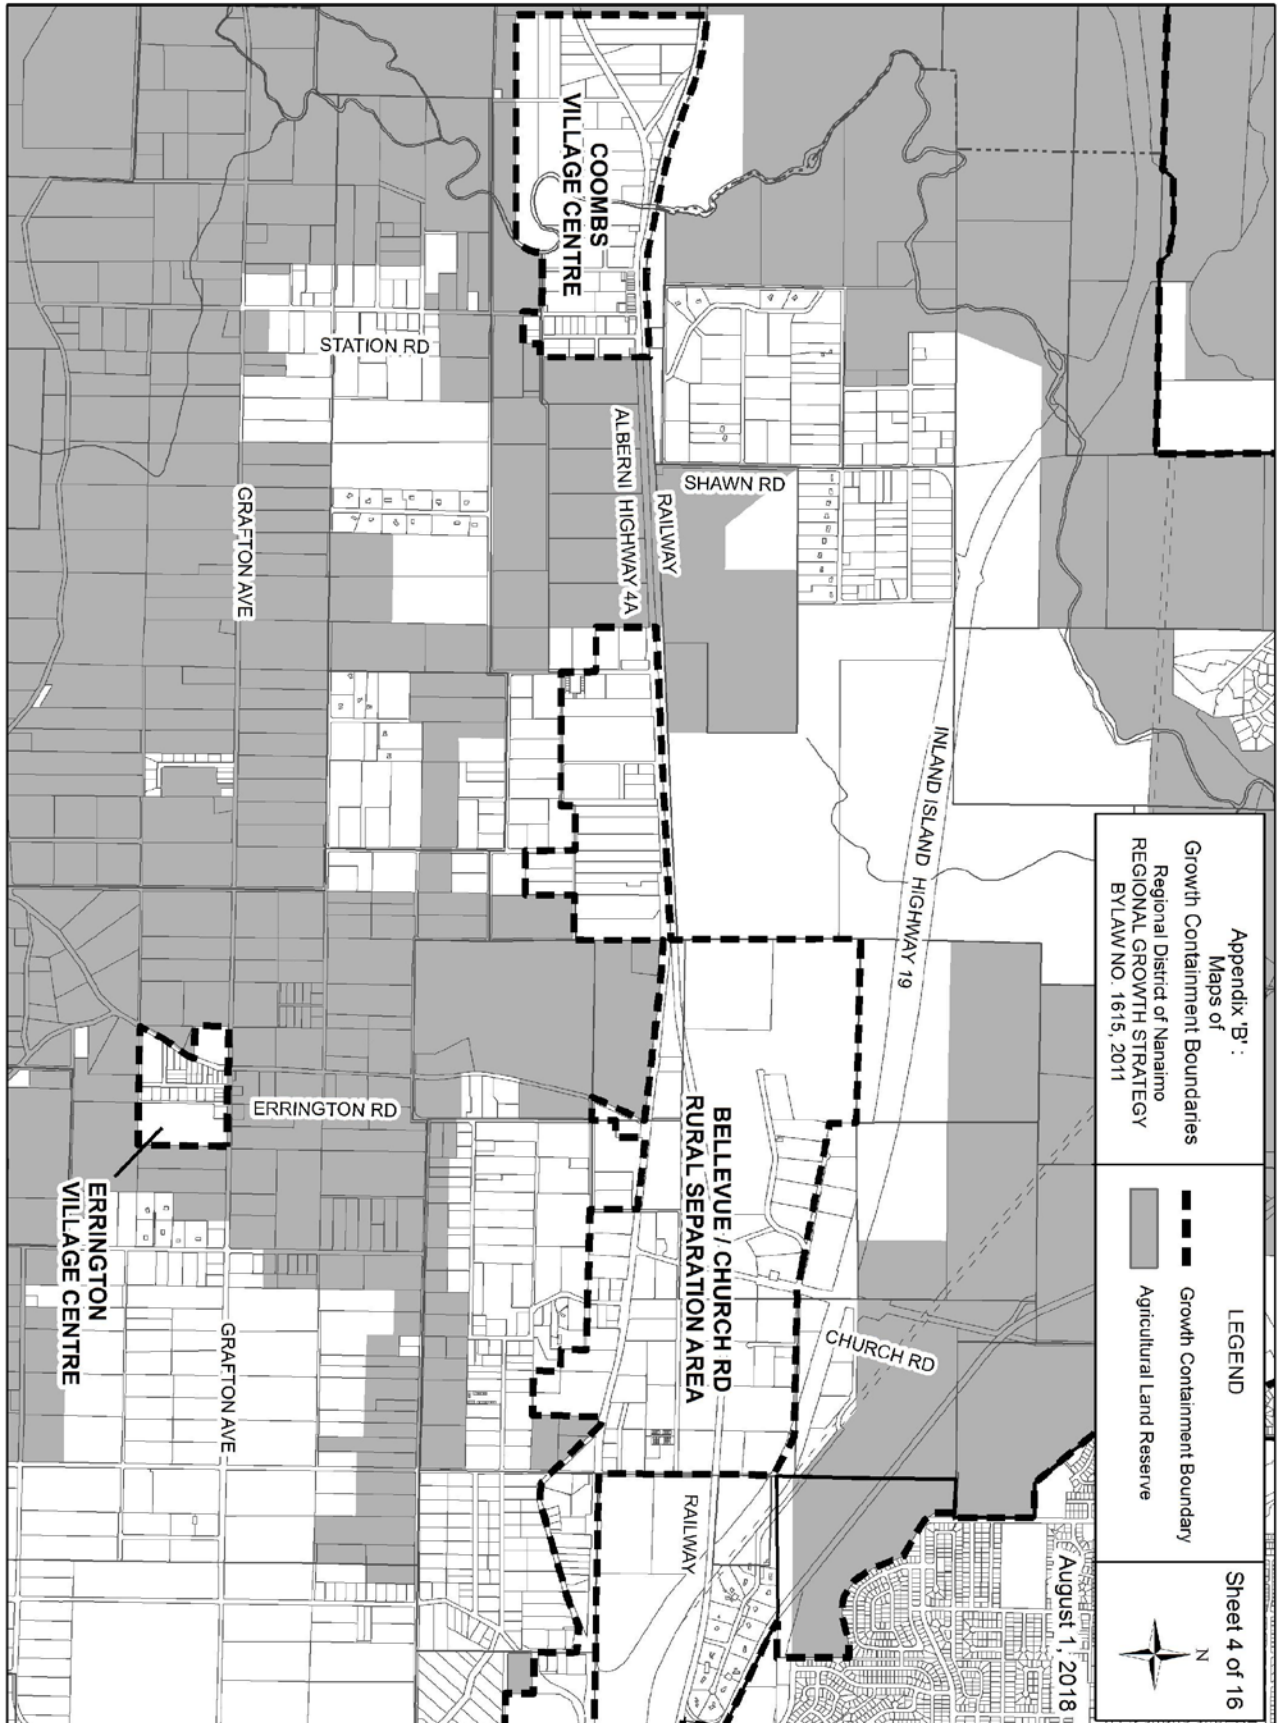 Appendix 'B' :
Maps of
Growth Containment Boundaries
Regional District of Nanaimo
REGIONAL GROWTH STRATEGY
BYLAW NO. 1615, 2011
LEGEND
Growth Containment Boundary
Agricultural Land Reserve
Sheet 4 of 16
N
August 1, 2018
INLAND ISLAND HIGHWAY 19
CHURCH RD
SHAWN RD
RAILWAY
ALBERNI HIGHWAY 4A
COOMBS
VILLAGE CENTRE
BELLEVUE / CHURCH RD
RURAL SEPARATION AREA
RAILWAY
STATION RD
ERRINGTON RD
GRAFTON AVE
GRAFTON AVE
ERRINGTON
VILLAGE CENTRE